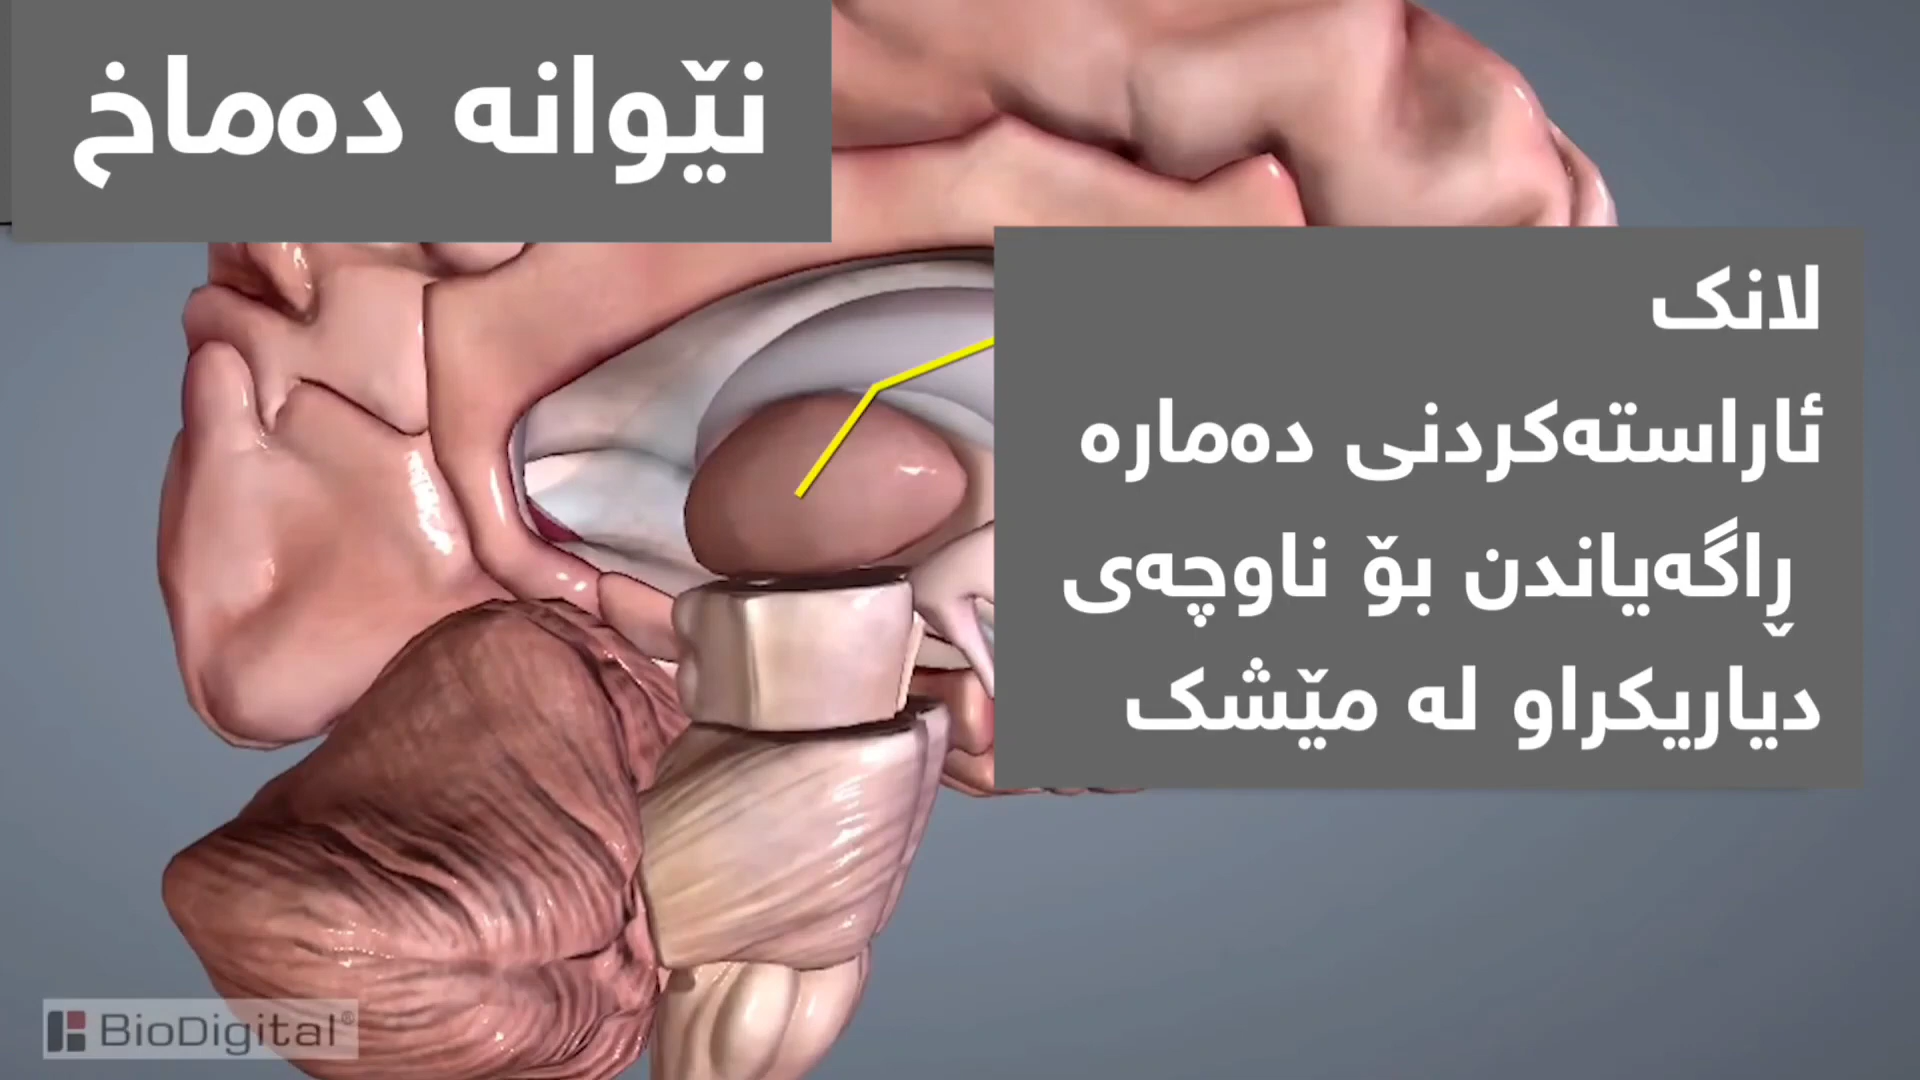 نێوانە دەماخ
لانک
ئاراستەکردنی دەمارە
ڕاگەیاندن بۆ ناوچەی
دیاریکراو لە مێشک
BioDigital®